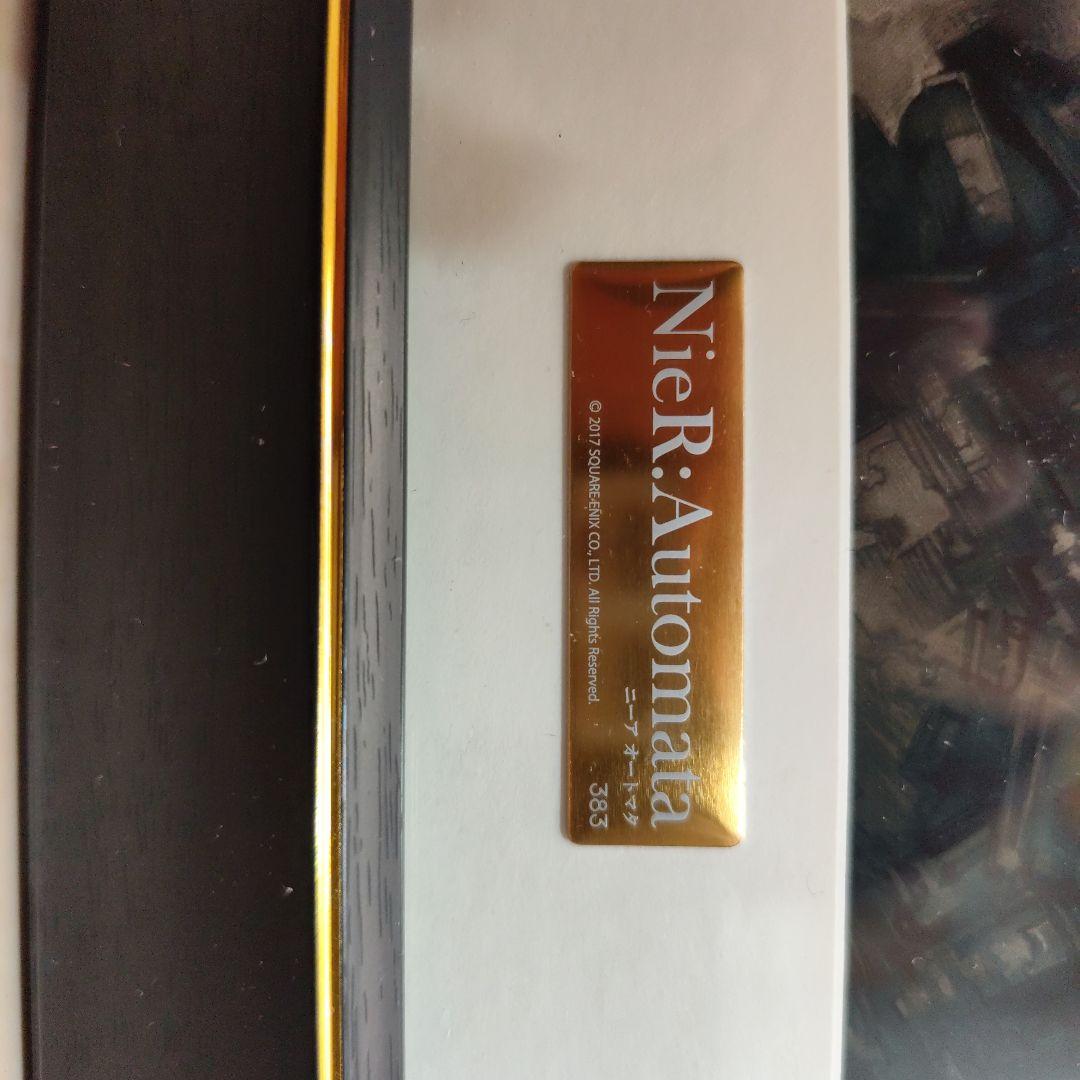 NieR:Automata
ニーア オートマタ
© 2017 SQUARE ENIX CO., LTD. All Rights Reserved.
383